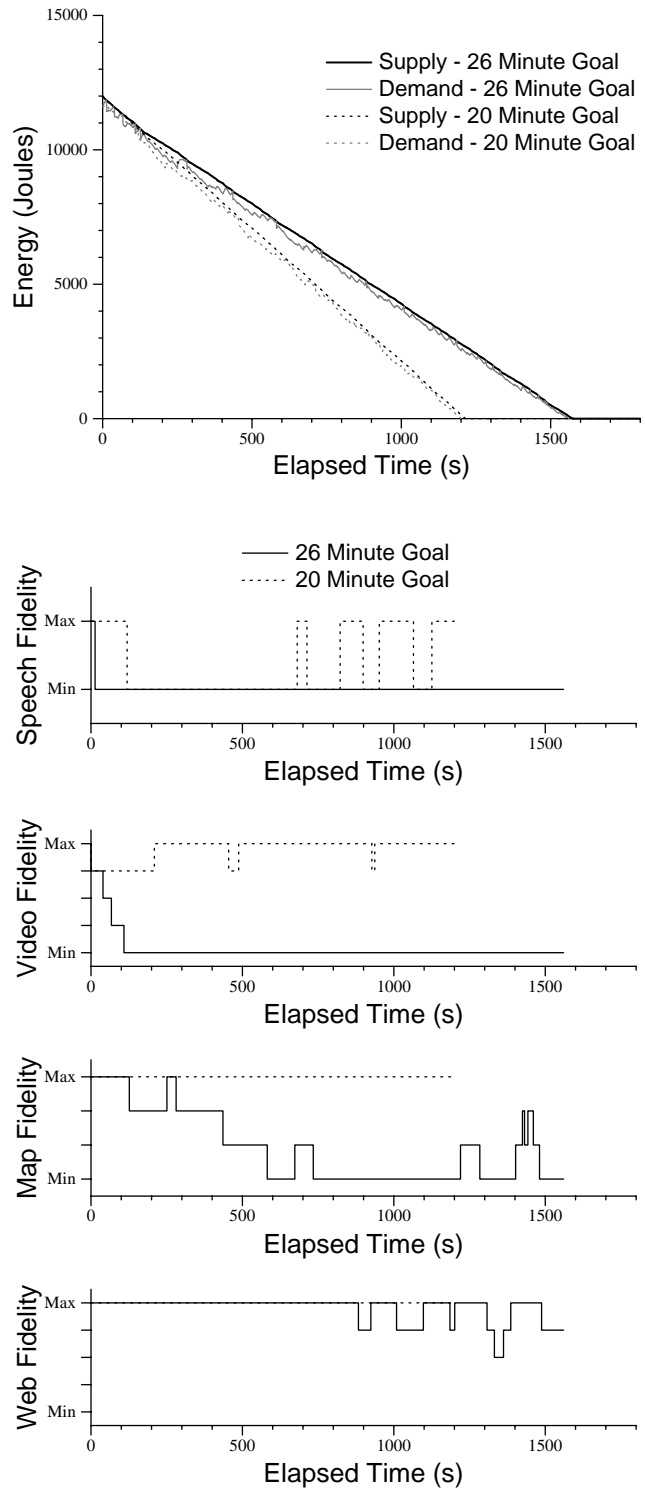 15000
10000
5000
0
Energy (Joules)
Supply - 26 Minute Goal
Demand - 26 Minute Goal
Supply - 20 Minute Goal
Demand - 20 Minute Goal
0 500 1000 1500
Elapsed Time (s)
26 Minute Goal
20 Minute Goal
Speech Fidelity
Max
Min
0 500 1000 1500
Elapsed Time (s)
Video Fidelity
Max
Min
0 500 1000 1500
Elapsed Time (s)
Map Fidelity
Max
Min
0 500 1000 1500
Elapsed Time (s)
Web Fidelity
Max
Min
0 500 1000 1500
Elapsed Time (s)